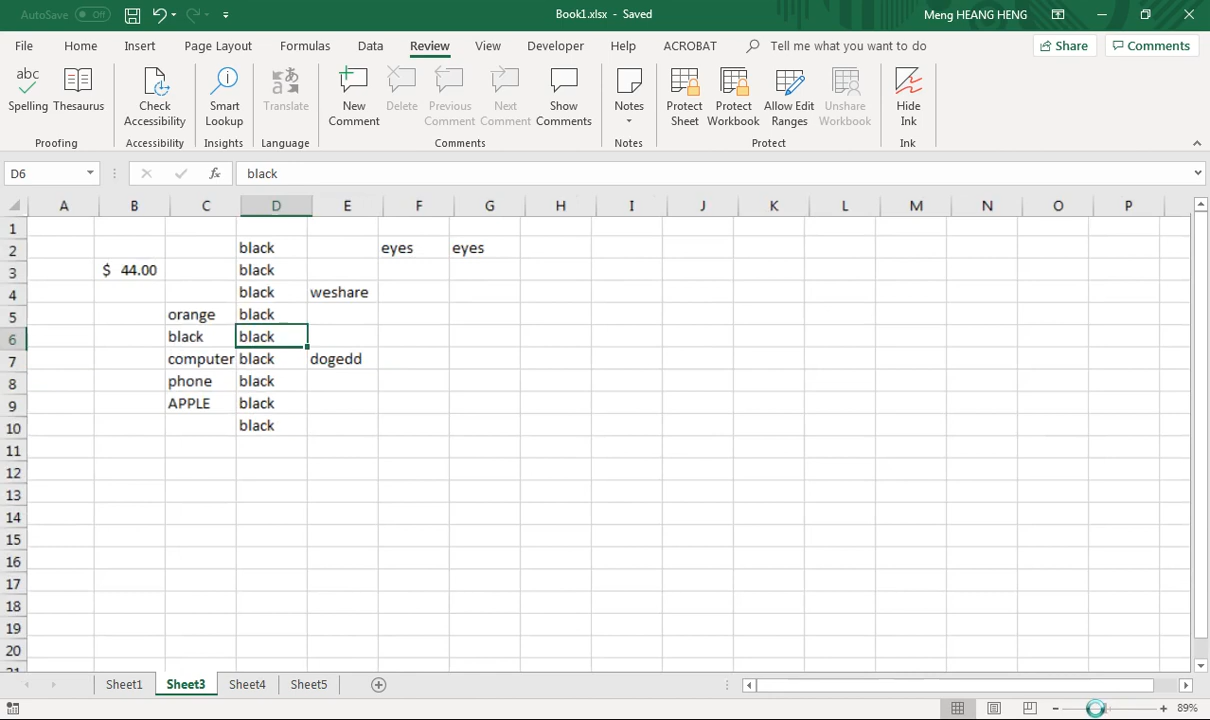 AutoSave Off
Book1.xlsx - Saved
Meng HEANG HENG
File Home Insert Page Layout Formulas Data Review View Developer Help ACROBAT Tell me what you want to do Share Comments
abc
Spelling Thesaurus
Proofing
Check Accessibility
Accessibility
Smart Lookup
Insights
Translate
Language
New Comment
Delete
Previous Comment
Next Comment
Show Comments
Comments
Notes
Notes
Protect Sheet
Protect Workbook
Allow Edit Ranges
Unshare Workbook
Protect
Hide Ink
Ink
D6 fx black
A B C D E F G H I J K L M N O P
1
2 black eyes eyes
3 $ 44.00 black
4 black weshare
5 orange black
6 black black
7 computer black dogedd
8 phone black
9 APPLE black
10 black
11
12
13
14
15
16
17
18
19
20
21
Sheet1 Sheet3 Sheet4 Sheet5
89%